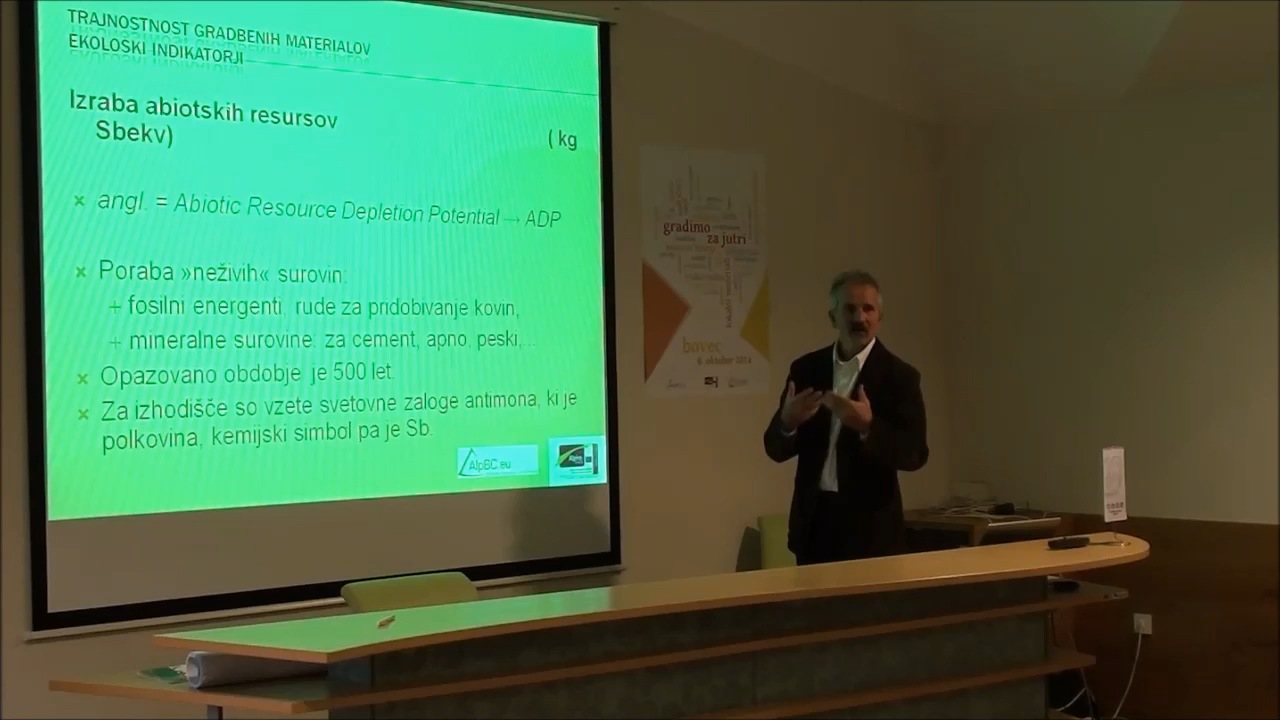 TRAJNOSTNOST GRADBENIH MATERIALOV
EKOLOŠKI INDIKATORJI
Izraba abiotskih resursov
( kg
Sbekv)
angl. = Abiotic Resource Depletion Potential → ADP
Poraba »neživih« surovin:
+ fosilni energenti, rude za pridobivanje kovin,
+ mineralne surovine: za cement, apno, peski,...
Opazovano obdobje je 500 let.
Za izhodišče so vzete svetovne zaloge antimona, ki je
polkovina, kemijski simbol pa je Sb.
AlpBC.eu
gradimo
za jutri
bovec